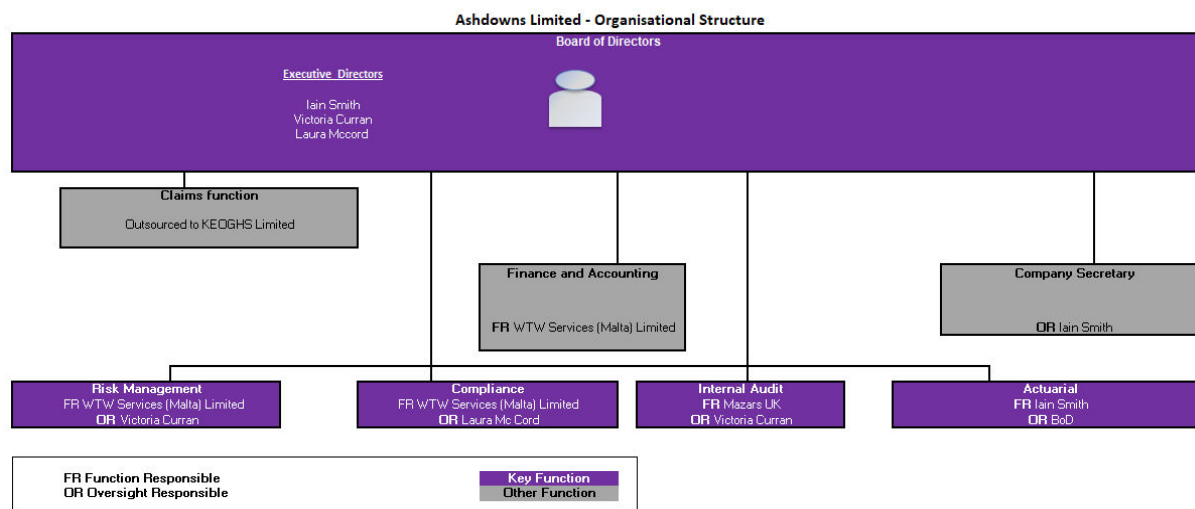 Ashdowns Limited - Organisational Structure
Board of Directors
Executive Directors
Iain Smith
Victoria Curran
Laura Mccord
Claims function
Outsourced to KEOGHS Limited
Finance and Accounting
FR WTW Services (Malta) Limited
Company Secretary
OR Iain Smith
Risk Management
FR WTW Services (Malta) Limited
OR Victoria Curran
Compliance
FR WTW Services (Malta) Limited
OR Laura Mc Cord
Internal Audit
FR Mazars UK
OR Victoria Curran
Actuarial
FR Iain Smith
OR BoD
FR Function Responsible
OR Oversight Responsible
Key Function
Other Function